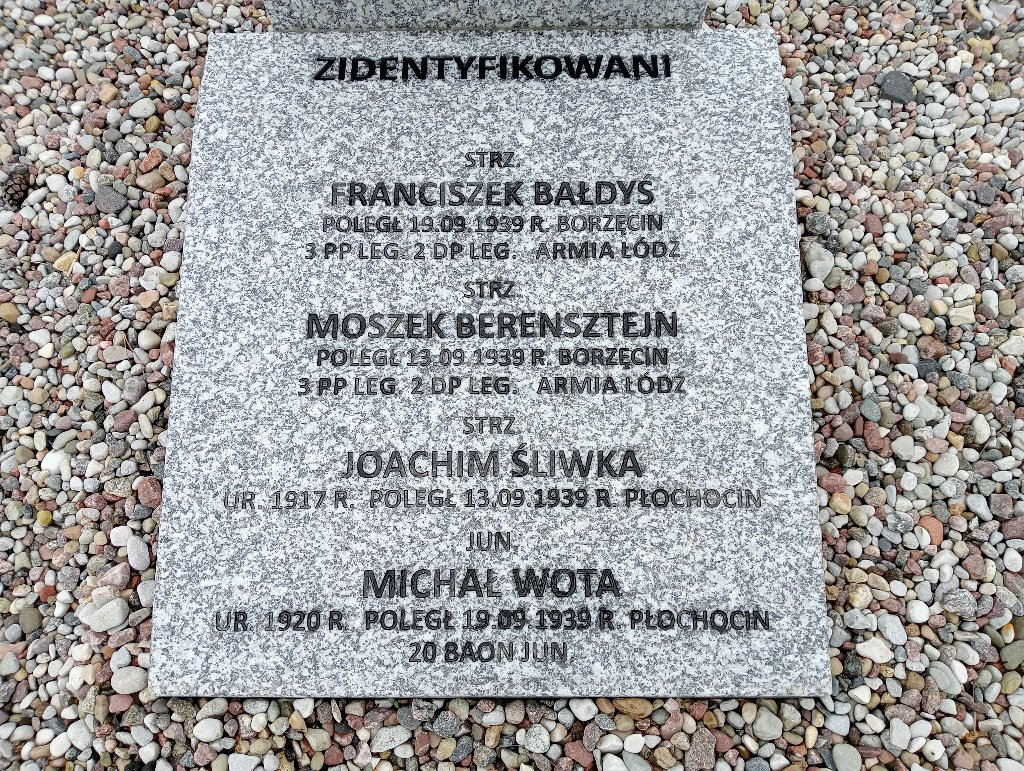 ZIDENTYFIKOWANI
STRZ.
FRANCISZEK BAŁDYŚ
POLEGŁ 19.09.1939 R. BORZĘCIN
3 PP LEG. 2 DP LEG. ARMIA ŁÓDŹ
STRZ.
MOSZEK BERENSZTEJN
POLEGŁ 13.09.1939 R. BORZĘCIN
3 PP LEG. 2 DP LEG. ARMIA ŁÓDŹ
STRZ.
JOACHIM ŚLIWKA
UR. 1917 R. POLEGŁ 13.09.1939 R. PŁOCHOCIN
JUN.
MICHAŁ WOTA
UR. 1920 R. POLEGŁ 19.09.1939 R. PŁOCHOCIN
20 BAON JUN.